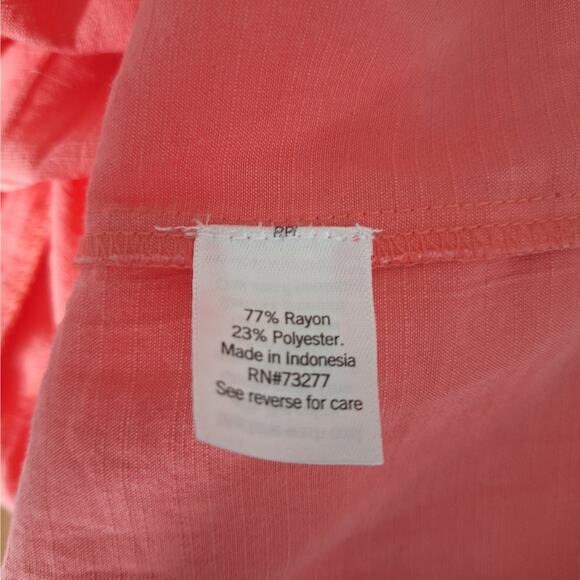 77% Rayon
23% Polyester.
Made in Indonesia
RN#73277
See reverse for care